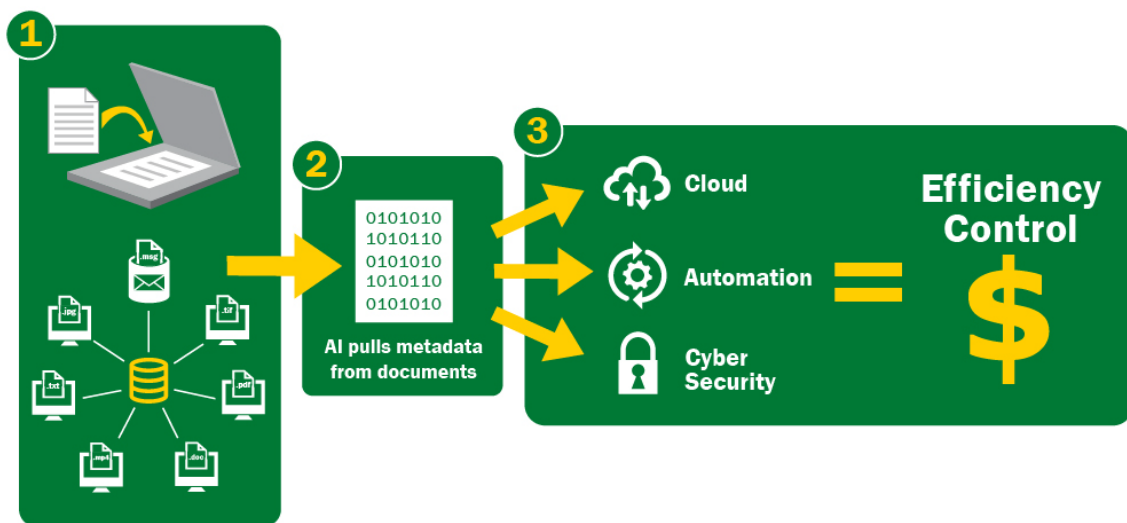 1
.msg
.jpg
.tif
.txt
.pdf
.mp4
.doc
2
0101010
1010110
0101010
1010110
0101010
AI pulls metadata
from documents
3
Cloud
Automation
Cyber
Security
=
Efficiency
Control
$